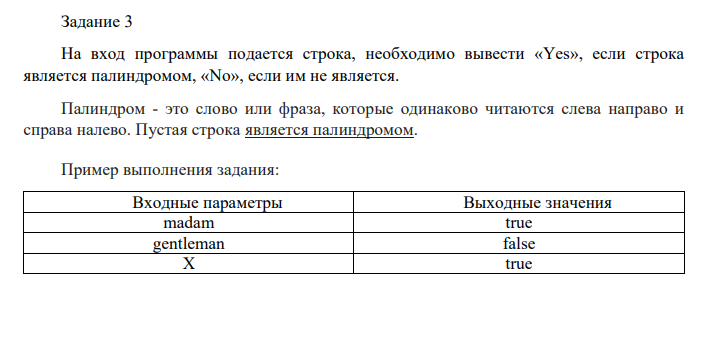 Задание 3
На вход программы подается строка, необходимо вывести «Yes», если строка
является палиндромом, «No», если им не является.
Палиндром - это слово или фраза, которые одинаково читаются слева направо и
справа налево. Пустая строка является палиндромом.
Пример выполнения задания:
Входные параметры Выходные значения
madam true
gentleman false
X true